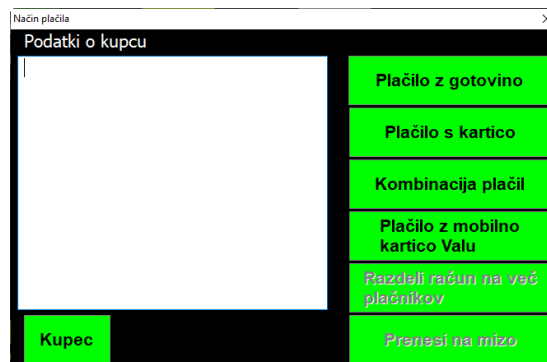 Način plačila
Podatki o kupcu
Plačilo z gotovino
Plačilo s kartico
Kombinacija plačil
Plačilo z mobilno
kartico Valu
Razdeli račun na več
plačnikov
Kupec
Prenesi na mizo